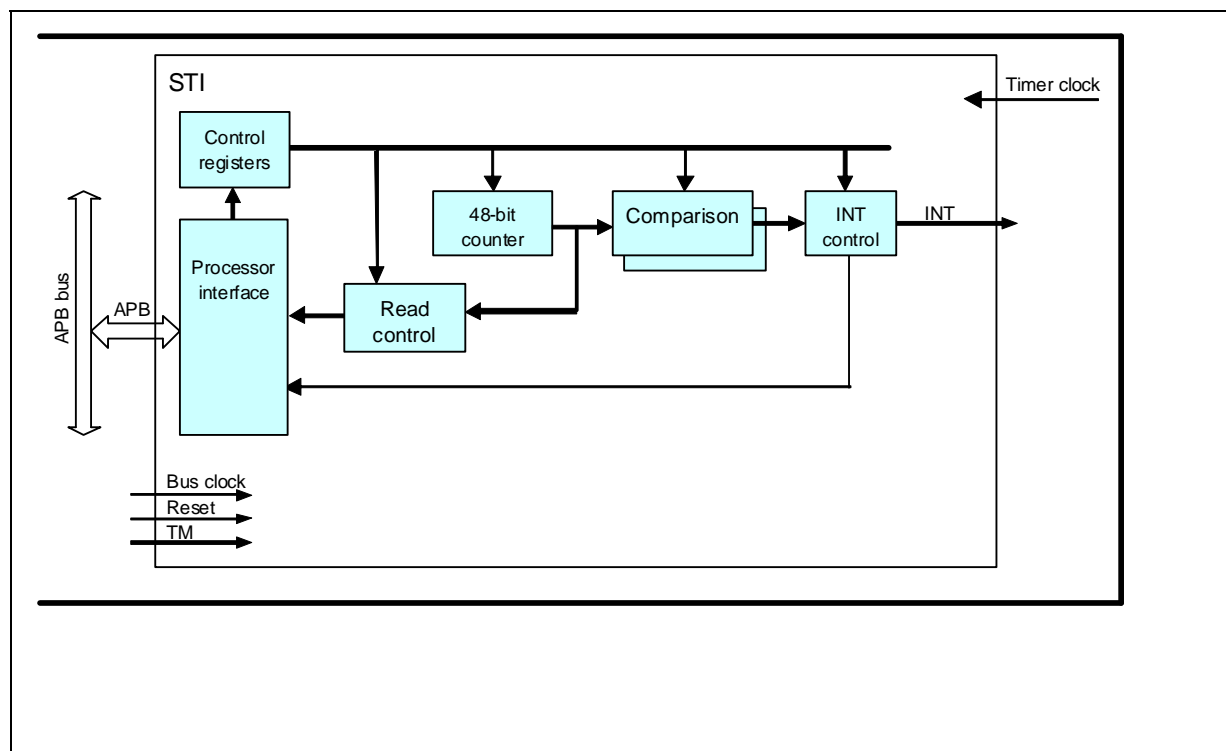 STI
Timer clock
Control
registers
48-bit
counter
Comparison
INT
control
INT
Processor
interface
APB bus
APB
Read
control
Bus clock
Reset
TM